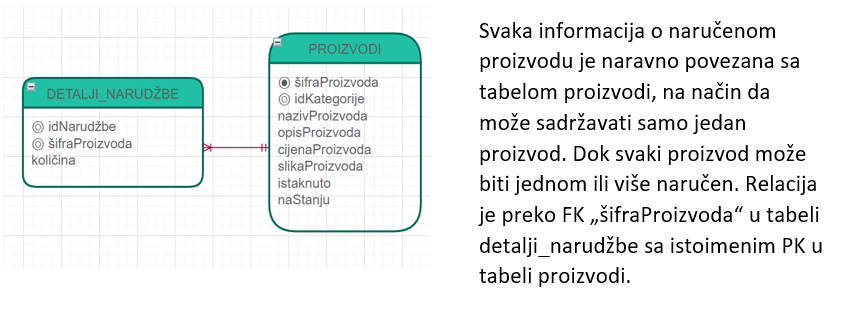 DETALJI_NARUDŽBE
idNarudžbe
šifraProizvoda
količina
PROIZVODI
šifraProizvoda
idKategorije
nazivProizvoda
opisProizvoda
cijenaProizvoda
slikaProizvoda
istaknuto
naStanju
Svaka informacija o naručenom
proizvodu je naravno povezana sa
tabelom proizvodi, na način da
može sadržavati samo jedan
proizvod. Dok svaki proizvod može
biti jednom ili više naručen. Relacija
je preko FK „šifraProizvoda“ u tabeli
detalji_narudžbe sa istoimenim PK u
tabeli proizvodi.